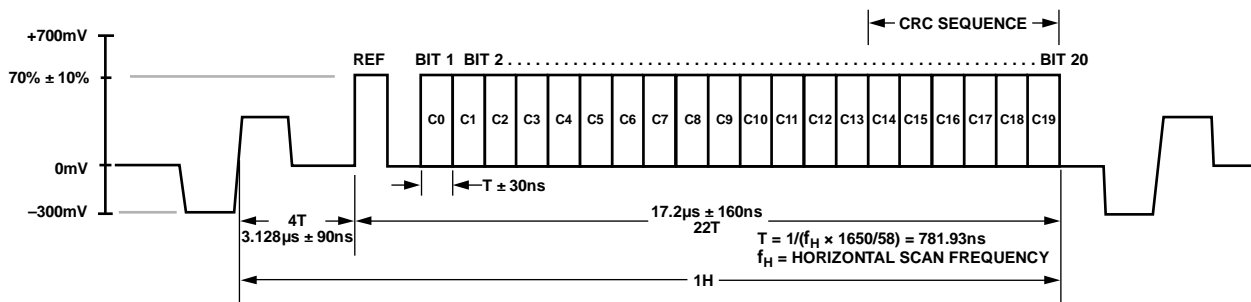 CRC SEQUENCE
+700mV
REF
BIT 1 BIT 2 . . . . . . . . . . . . . . . . . . . . . . . . . . . . . . . . . . . . . . . . . . . . . . . . . . . . . . . . . . . . BIT 20
70% ± 10%
C0 C1 C2 C3 C4 C5 C6 C7 C8 C9 C10 C11 C12 C13 C14 C15 C16 C17 C18 C19
0mV
T ± 30ns
–300mV
4T
3.128µs ± 90ns
17.2µs ± 160ns
22T
T = 1/(fH × 1650/58) = 781.93ns
fH = HORIZONTAL SCAN FREQUENCY
1H